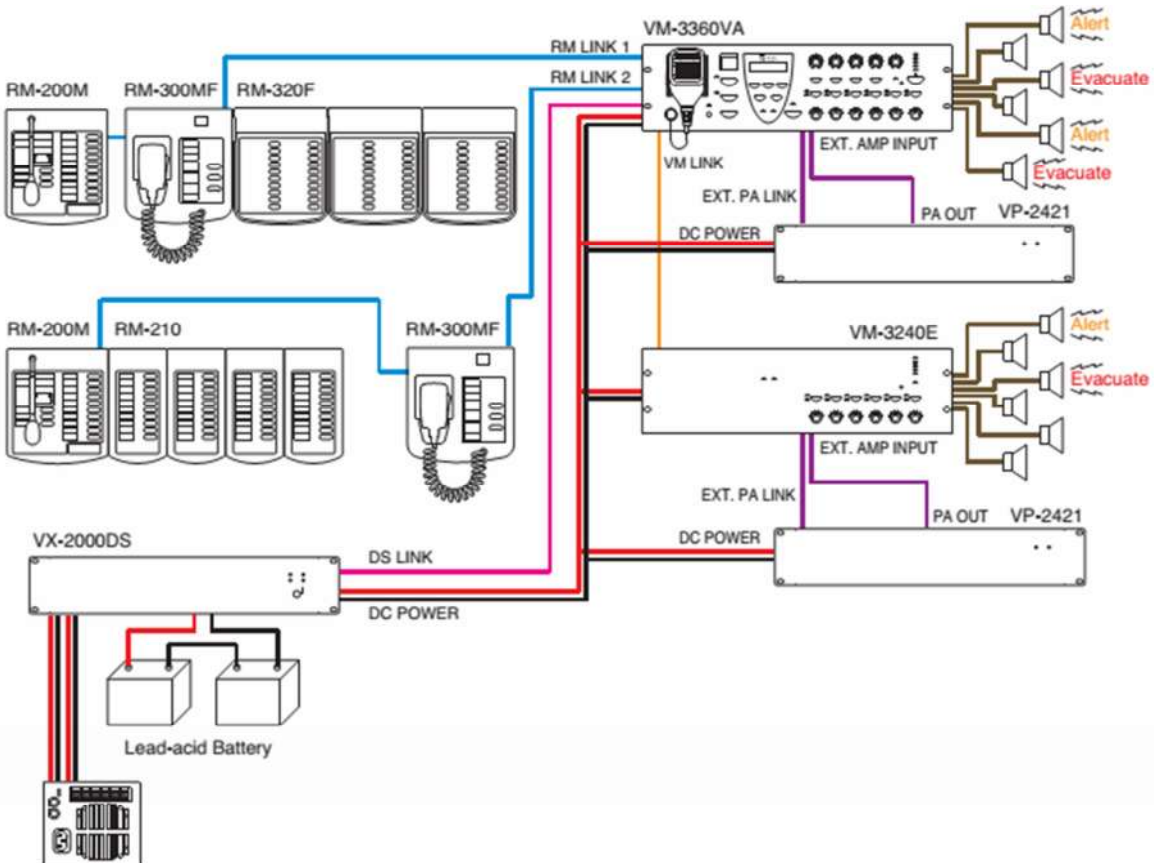 VM-3360VA
RM LINK 1
RM LINK 2
Alert
Evacuate
Alert
Evacuate
RM-200M
RM-300MF
RM-320F
VM LINK
EXT. AMP INPUT
EXT. PA LINK
PA OUT
VP-2421
DC POWER
RM-200M
RM-210
RM-300MF
VM-3240E
Alert
Evacuate
EXT. AMP INPUT
EXT. PA LINK
PA OUT
VP-2421
DC POWER
VX-2000DS
DS LINK
DC POWER
Lead-acid Battery